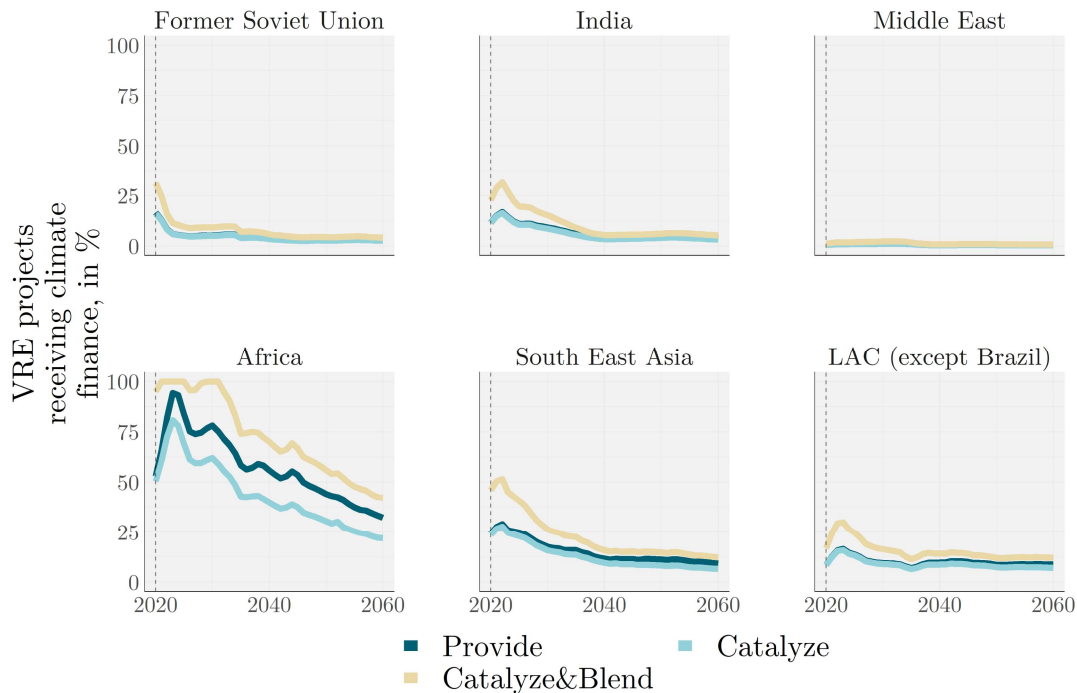 Former Soviet Union
India
Middle East
100
75
50
25
0
VRE projects
receiving climate
finance, in %
Africa
South East Asia
LAC (except Brazil)
100
75
50
25
0
2020
2040
2060
2020
2040
2060
2020
2040
2060
Provide
Catalyze
Catalyze&Blend